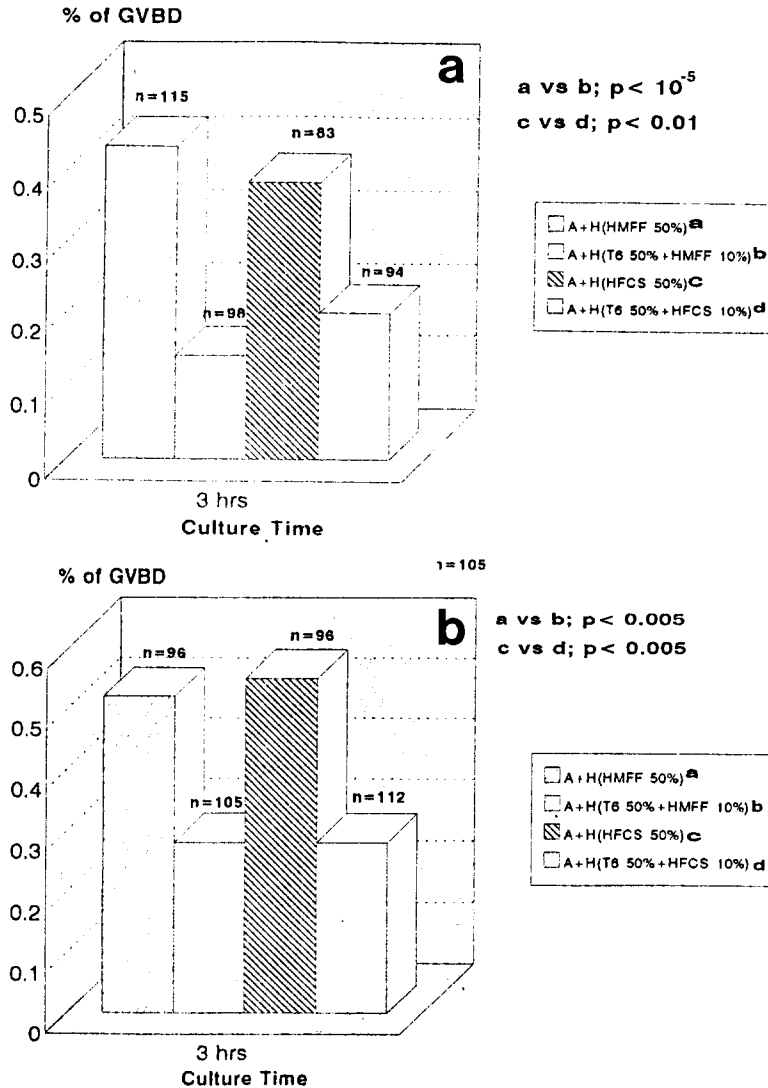 % of GVBD
a
n=115
n=83
n=98
n=94
0.5
0.4
0.3
0.2
0.1
0
3 hrs
Culture Time
a vs b; p< 10-5
c vs d; p< 0.01
A+H(HMFF 50%)a
A+H(T6 50%+HMFF 10%)b
A+H(HFCS 50%)c
A+H(T6 50%+HFCS 10%)d
% of GVBD
n=105
b
n=96
n=96
n=105
n=112
0.6
0.5
0.4
0.3
0.2
0.1
0
3 hrs
Culture Time
a vs b; p< 0.005
c vs d; p< 0.005
A+H(HMFF 50%)a
A+H(T6 50%+HMFF 10%)b
A+H(HFCS 50%)c
A+H(T6 50%+HFCS 10%)d